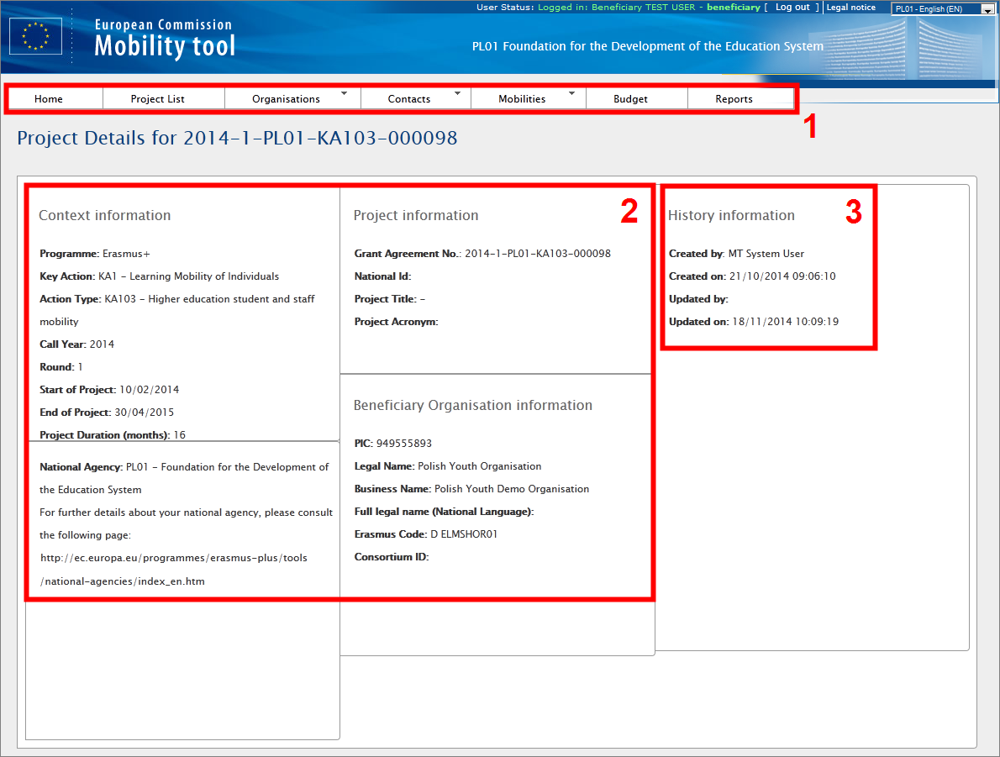 User Status: Logged in: Beneficiary TEST USER - beneficiary [ Log out ] Legal notice PL01 - English (EN)
European Commission
Mobility tool
PL01 Foundation for the Development of the Education System
Home Project List Organisations Contacts Mobilities Budget Reports
1
Project Details for 2014-1-PL01-KA103-000098
2
3
Context information
Programme: Erasmus+
Key Action: KA1 - Learning Mobility of Individuals
Action Type: KA103 - Higher education student and staff
mobility
Call Year: 2014
Round: 1
Start of Project: 10/02/2014
End of Project: 30/04/2015
Project Duration (months): 16
National Agency: PL01 - Foundation for the Development of
the Education System
For further details about your national agency, please consult
the following page:
http://ec.europa.eu/programmes/erasmus-plus/tools
/national-agencies/index_en.htm
Project information
Grant Agreement No.: 2014-1-PL01-KA103-000098
National Id:
Project Title: -
Project Acronym:
Beneficiary Organisation information
PIC: 949555893
Legal Name: Polish Youth Organisation
Business Name: Polish Youth Demo Organisation
Full legal name (National Language):
Erasmus Code: D ELMSHOR01
Consortium ID:
History information
Created by: MT System User
Created on: 21/10/2014 09:06:10
Updated by:
Updated on: 18/11/2014 10:09:19